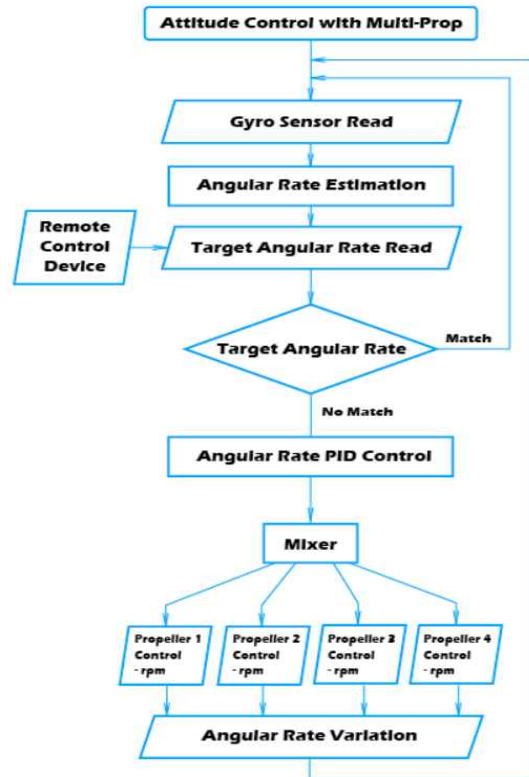 Attitude Control with Multi-Prop
Gyro Sensor Read
Angular Rate Estimation
Remote
Control
Device
Target Angular Rate Read
Target Angular Rate
Match
No Match
Angular Rate PID Control
Mixer
Propeller 1
Control
- rpm
Propeller 2
Control
- rpm
Propeller 3
Control
- rpm
Propeller 4
Control
- rpm
Angular Rate Variation